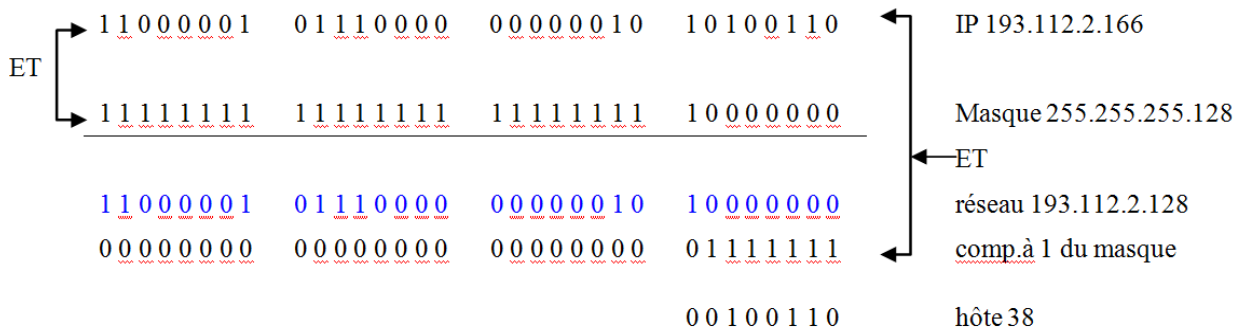 1 1 0 0 0 0 0 1 0 1 1 1 0 0 0 0 0 0 0 0 0 0 1 0 1 0 1 0 0 1 1 0 IP 193.112.2.166
ET
1 1 1 1 1 1 1 1 1 1 1 1 1 1 1 1 1 1 1 1 1 1 1 1 1 0 0 0 0 0 0 0 Masque 255.255.255.128
ET
1 1 0 0 0 0 0 1 0 1 1 1 0 0 0 0 0 0 0 0 0 0 1 0 1 0 0 0 0 0 0 0 réseau 193.112.2.128
0 0 0 0 0 0 0 0 0 0 0 0 0 0 0 0 0 0 0 0 0 0 0 0 0 1 1 1 1 1 1 1 comp.à 1 du masque
0 0 1 0 0 1 1 0 hôte 38